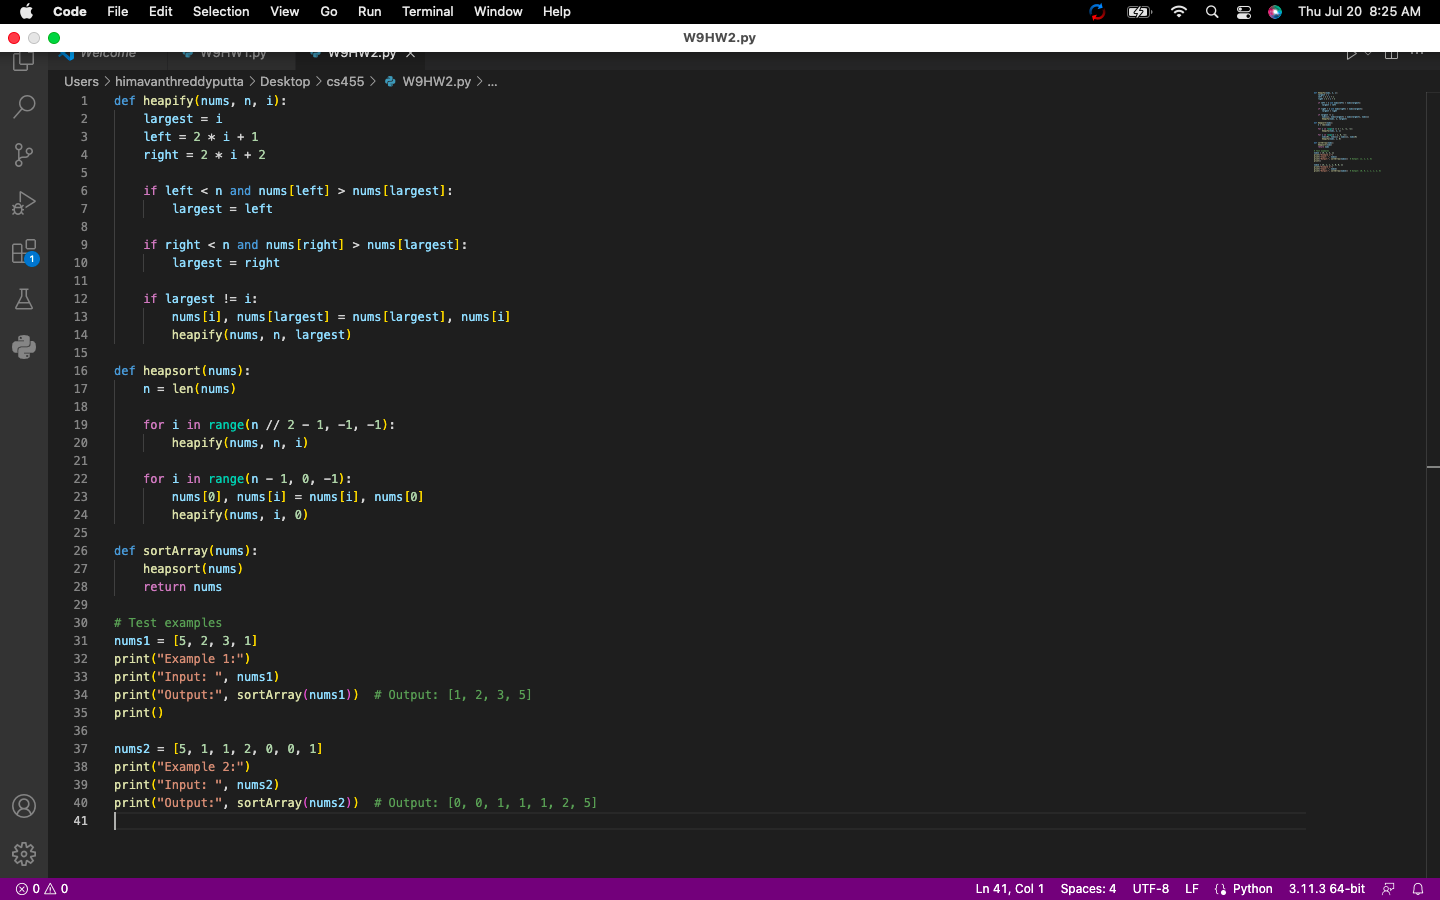 Code File Edit Selection View Go Run Terminal Window Help Thu Jul 20 8:25 AM
W9HW2.py
Welcome W9HW1.py W9HW2.py
Users > himavanthreddyputta > Desktop > cs455 > W9HW2.py > ...
1 def heapify(nums, n, i):
2     largest = i
3     left = 2 * i + 1
4     right = 2 * i + 2
5
6     if left < n and nums[left] > nums[largest]:
7         largest = left
8
9     if right < n and nums[right] > nums[largest]:
10         largest = right
11
12     if largest != i:
13         nums[i], nums[largest] = nums[largest], nums[i]
14         heapify(nums, n, largest)
15
16 def heapsort(nums):
17     n = len(nums)
18
19     for i in range(n // 2 - 1, -1, -1):
20         heapify(nums, n, i)
21
22     for i in range(n - 1, 0, -1):
23         nums[0], nums[i] = nums[i], nums[0]
24         heapify(nums, i, 0)
25
26 def sortArray(nums):
27     heapsort(nums)
28     return nums
29
30 # Test examples
31 nums1 = [5, 2, 3, 1]
32 print("Example 1:")
33 print("Input: ", nums1)
34 print("Output:", sortArray(nums1))  # Output: [1, 2, 3, 5]
35 print()
36
37 nums2 = [5, 1, 1, 2, 0, 0, 1]
38 print("Example 2:")
39 print("Input: ", nums2)
40 print("Output:", sortArray(nums2))  # Output: [0, 0, 1, 1, 1, 2, 5]
41
1
0 0 Ln 41, Col 1 Spaces: 4 UTF-8 LF Python 3.11.3 64-bit